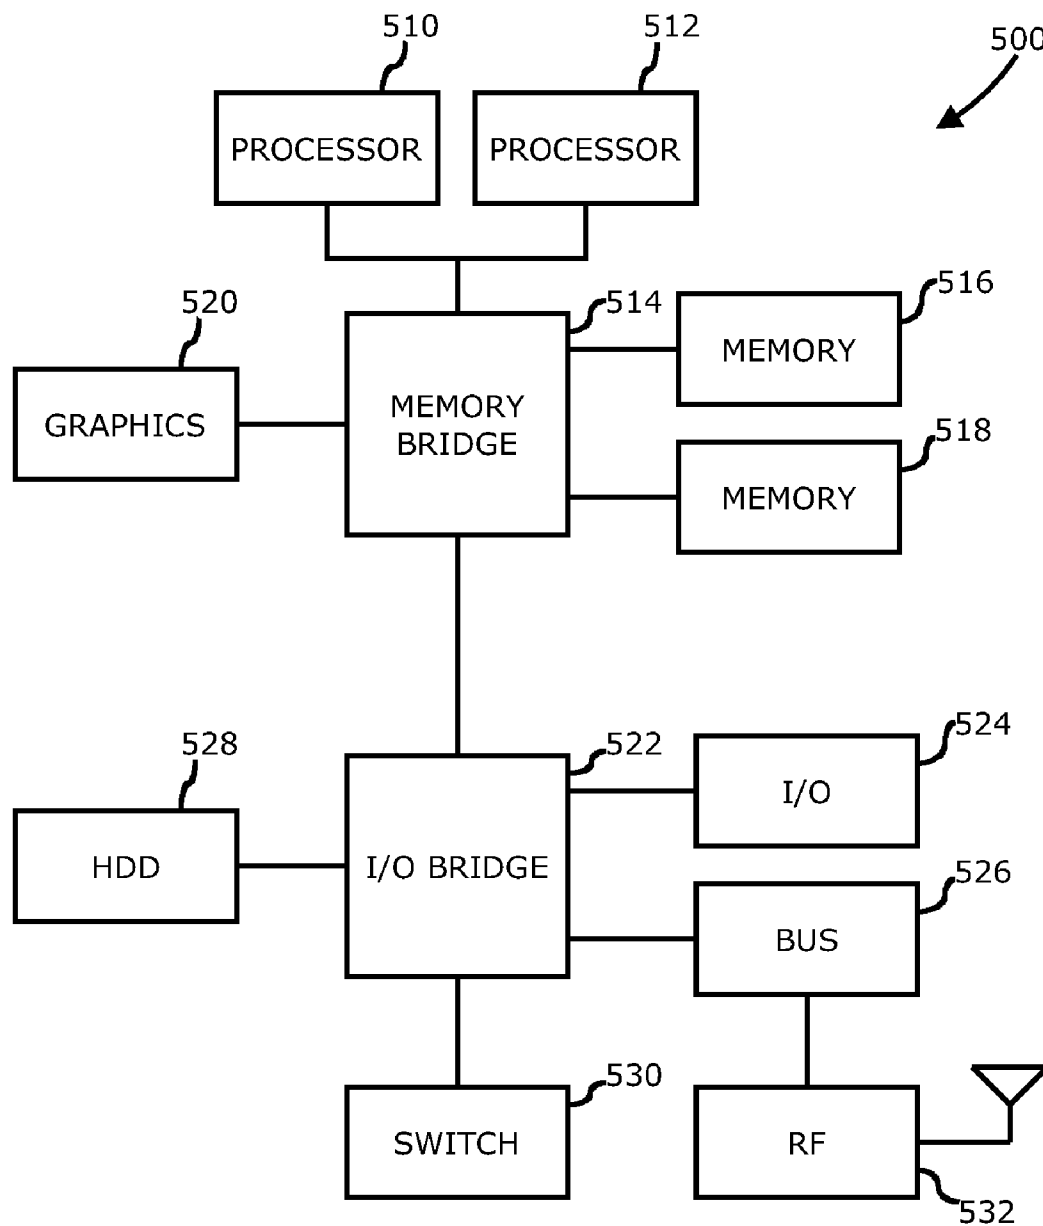 510
512
500
PROCESSOR
PROCESSOR
520
514
516
MEMORY
GRAPHICS
MEMORY
BRIDGE
518
MEMORY
528
522
524
I/O
HDD
I/O BRIDGE
526
BUS
530
SWITCH
RF
532